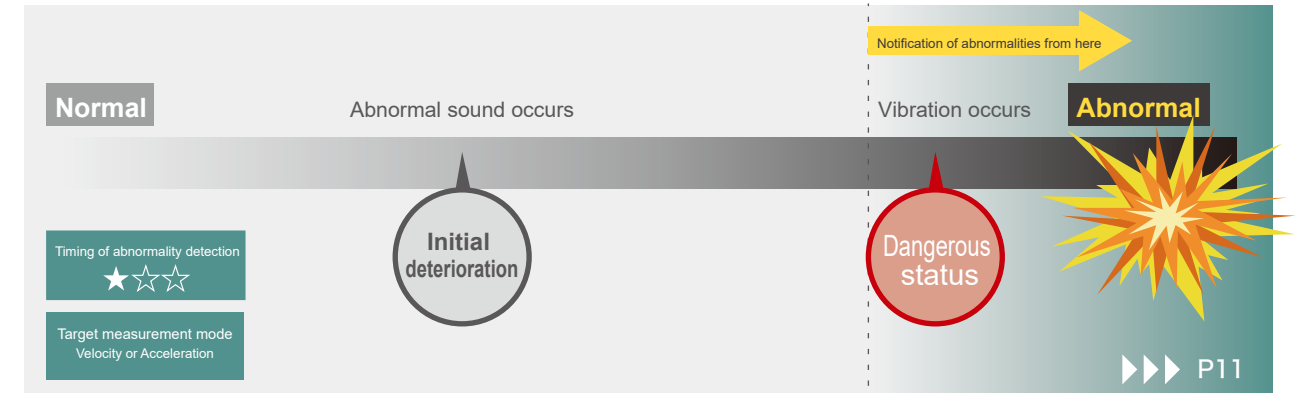 Notification of abnormalities from here
Normal
Abnormal sound occurs
Vibration occurs
Abnormal
Initial
deterioration
Dangerous
status
Timing of abnormality detection
★☆☆
Target measurement mode
Velocity or Acceleration
P11